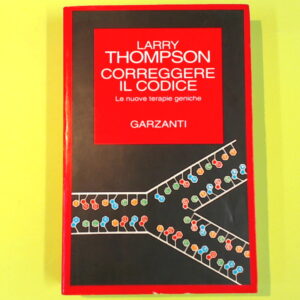 LARRY
THOMPSON
CORREGGERE
IL CODICE
Le nuove terapie geniche
GARZANTI